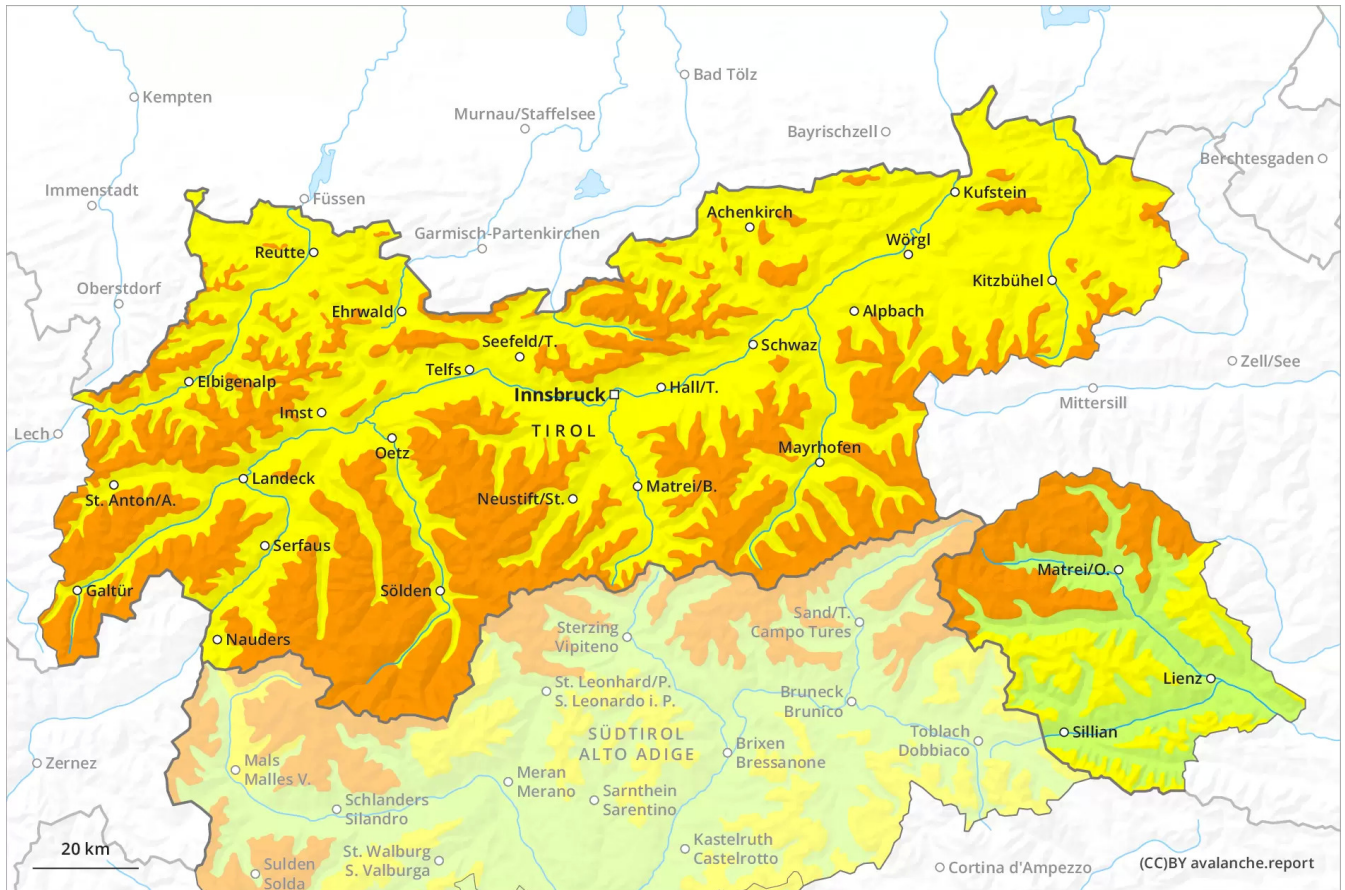 Bad Tölz
Kempten
Murnau/Staffelsee
Bayrischzell
Berchtesgaden
Immenstadt
Füssen
Kufstein
Achenkirch
Garmisch-Partenkirchen
Reutte
Wörgl
Oberstdorf
Kitzbühel
Ehrwald
Alpbach
Seefeld/T.
Schwaz
Zell/See
Telfs
Elbigenalp
Hall/T.
Innsbruck
Mittersill
Imst
TIROL
Lech
Oetz
Mayrhofen
Landeck
Matrei/B.
St. Anton/A.
Neustift/St.
Serfaus
Matrei/O.
Galtür
Sölden
Sand/T.
Campo Tures
Sterzing
Vipiteno
Nauders
Lienz
St. Leonhard/P.
S. Leonardo i. P.
Bruneck
Brunico
SÜDTIROL
ALTO ADIGE
Toblach
Dobbiaco
Sillian
Brixen
Bressanone
Zernez
Mals
Malles V.
Meran
Merano
Sarnthein
Sarentino
Schlanders
Silandro
20 km
St. Walburg
S. Valburga
Kastelruth
Castelrotto
Sulden
Solda
Cortina d'Ampezzo
(CC)BY avalanche.report